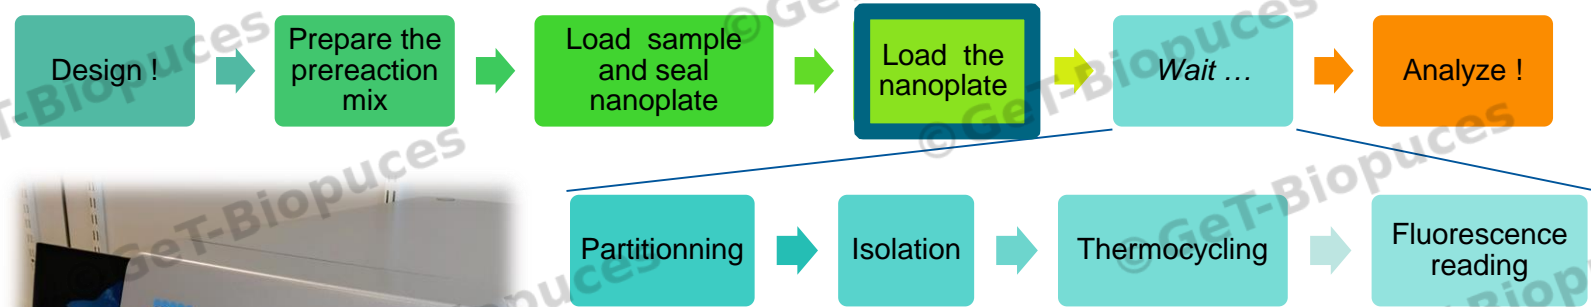 ©GeT-Biopuces
Design !
Prepare the
prereaction
mix
Load sample
and seal
nanoplate
Load the
nanoplate
Wait …
Analyze !
Partitionning
Isolation
Thermocycling
Fluorescence
reading